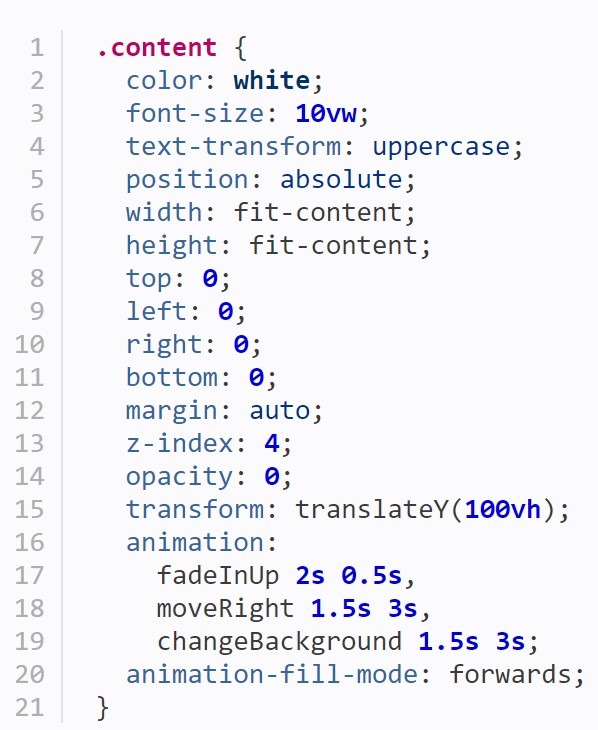 1 .content {
2 color: white;
3 font-size: 10vw;
4 text-transform: uppercase;
5 position: absolute;
6 width: fit-content;
7 height: fit-content;
8 top: 0;
9 left: 0;
10 right: 0;
11 bottom: 0;
12 margin: auto;
13 z-index: 4;
14 opacity: 0;
15 transform: translateY(100vh);
16 animation:
17 fadeInUp 2s 0.5s,
18 moveRight 1.5s 3s,
19 changeBackground 1.5s 3s;
20 animation-fill-mode: forwards;
21 }